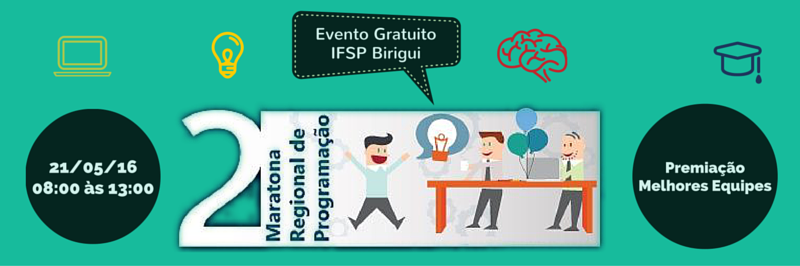 Evento Gratuito
IFSP Birigui
21/05/16
08:00 às 13:00
2
Maratona
Regional de
Programação
Premiação
Melhores Equipes